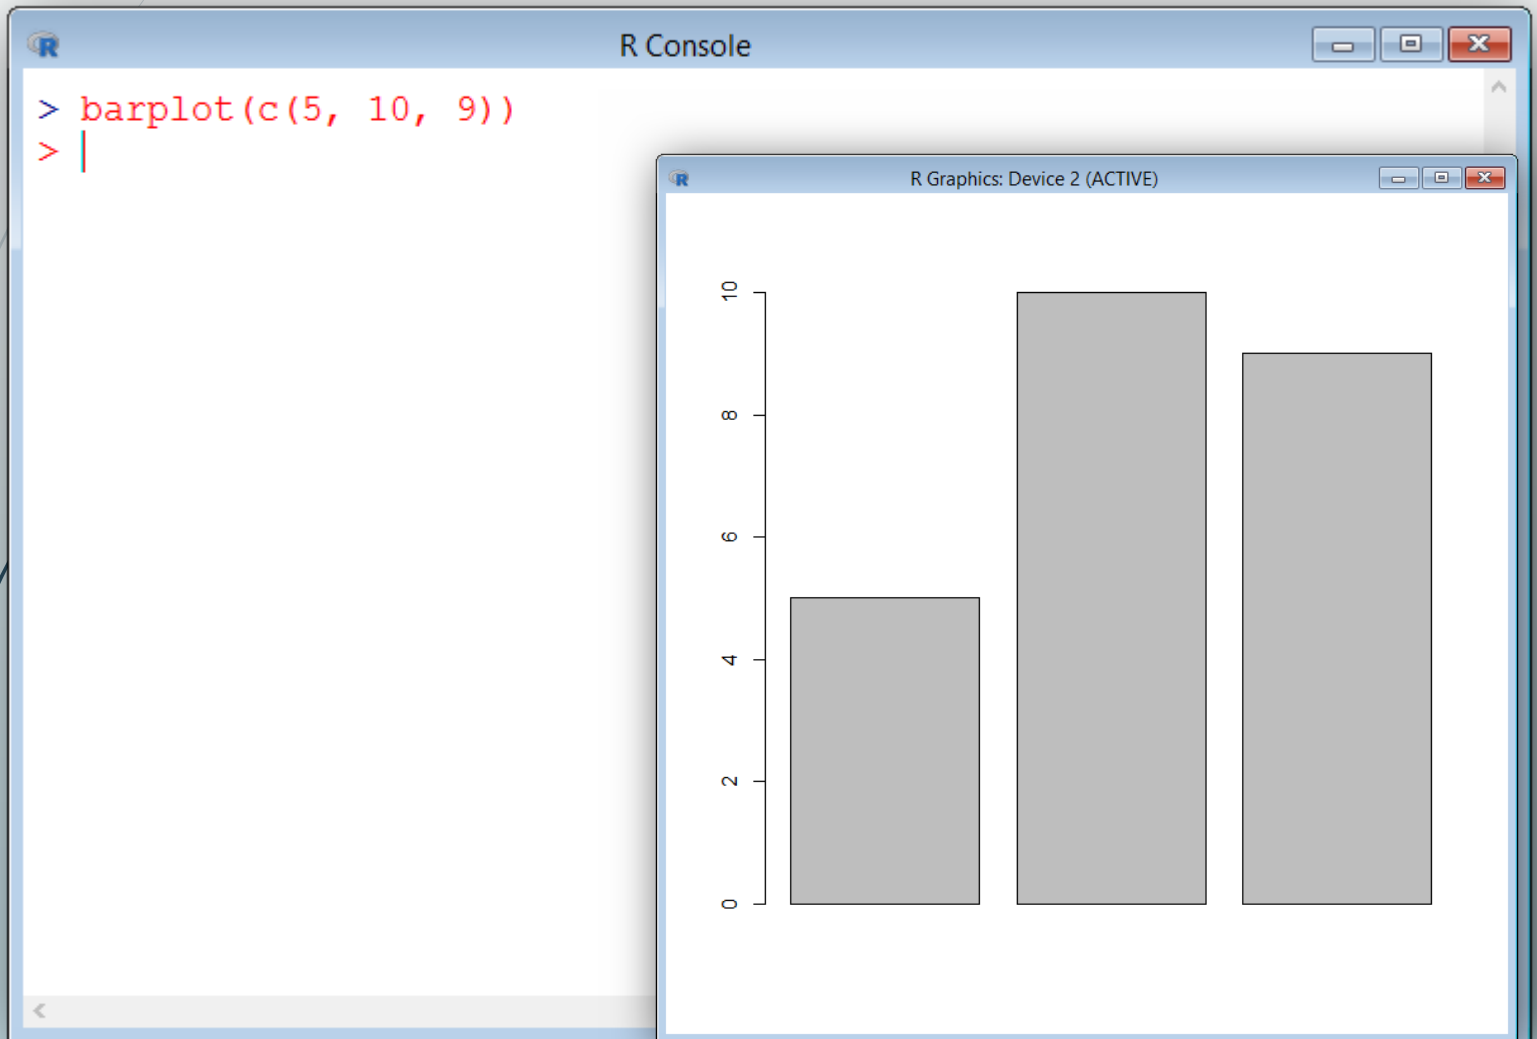 R Console
> barplot(c(5, 10, 9))
>
R Graphics: Device 2 (ACTIVE)
10
8
6
4
2
0